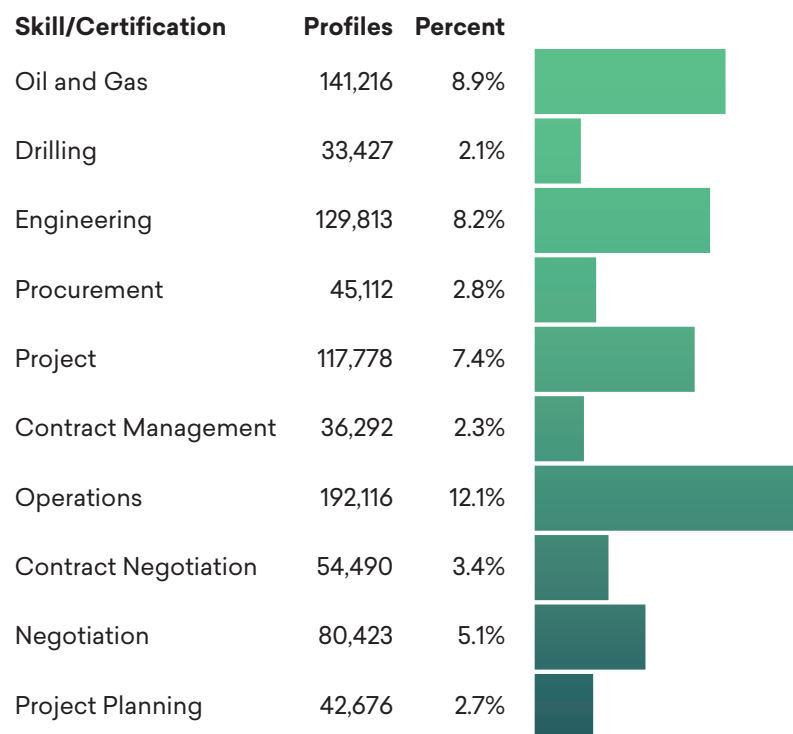 Skill/Certification Profiles Percent
Oil and Gas 141,216 8.9%
Drilling 33,427 2.1%
Engineering 129,813 8.2%
Procurement 45,112 2.8%
Project 117,778 7.4%
Contract Management 36,292 2.3%
Operations 192,116 12.1%
Contract Negotiation 54,490 3.4%
Negotiation 80,423 5.1%
Project Planning 42,676 2.7%